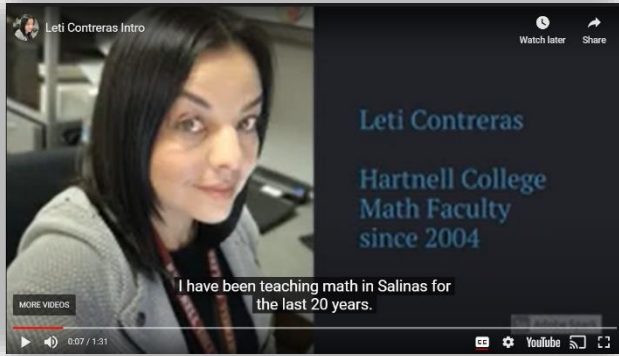 Leti Contreras Intro
Watch later
Share
Leti Contreras
Hartnell College
Math Faculty
since 2004
I have been teaching math in Salinas for
the last 20 years.
MORE VIDEOS
0:07 / 1:31
CC
YouTube